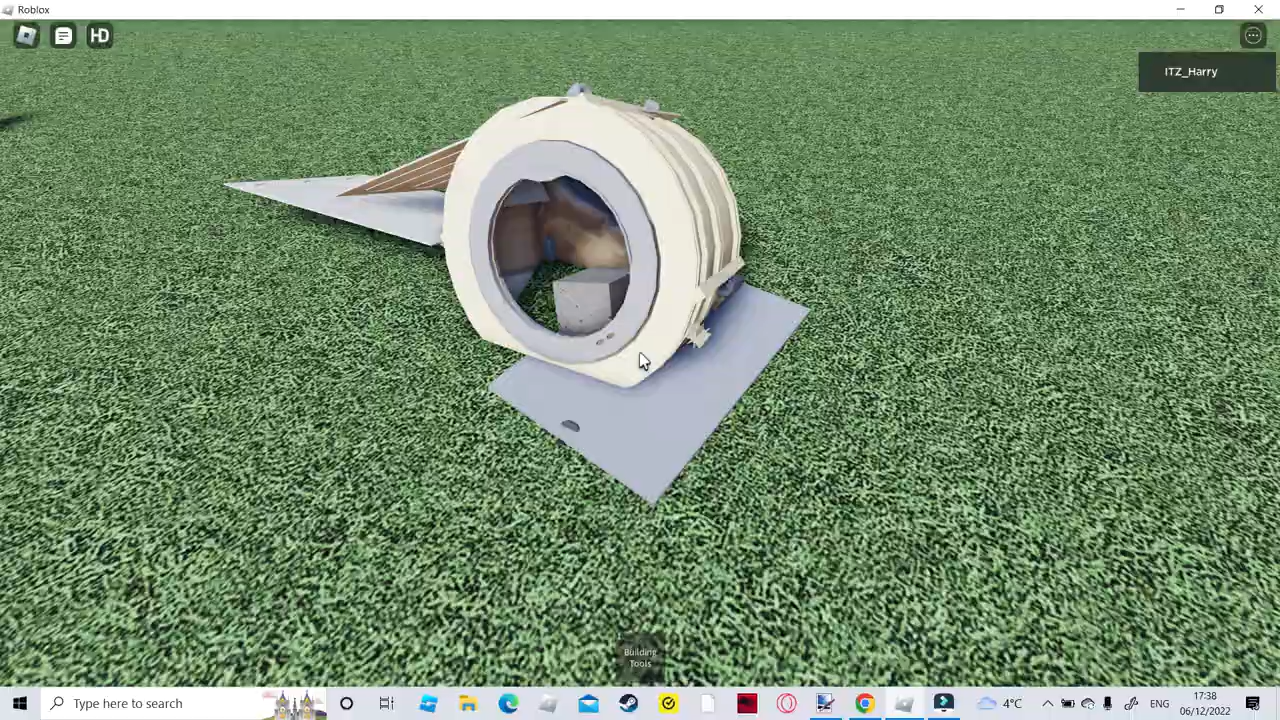 Roblox
HD
ITZ_Harry
Building
Tools
Type here to search
4°C
ENG
17:38
06/12/2022